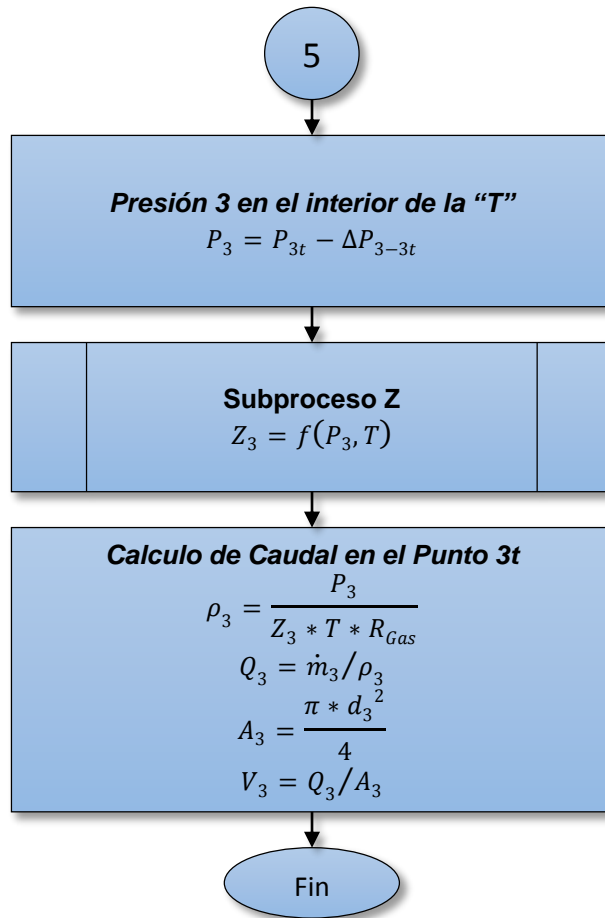 5
Presión 3 en el interior de la “T”
P₃ = P₃ₜ − ΔP₃₋₃ₜ
Subproceso Z
Z₃ = f(P₃, T)
Calculo de Caudal en el Punto 3t
ρ₃ = P₃ / (Z₃ * T * R_Gas)
Q₃ = ṁ₃/ρ₃
A₃ = π * d₃² / 4
V₃ = Q₃/A₃
Fin